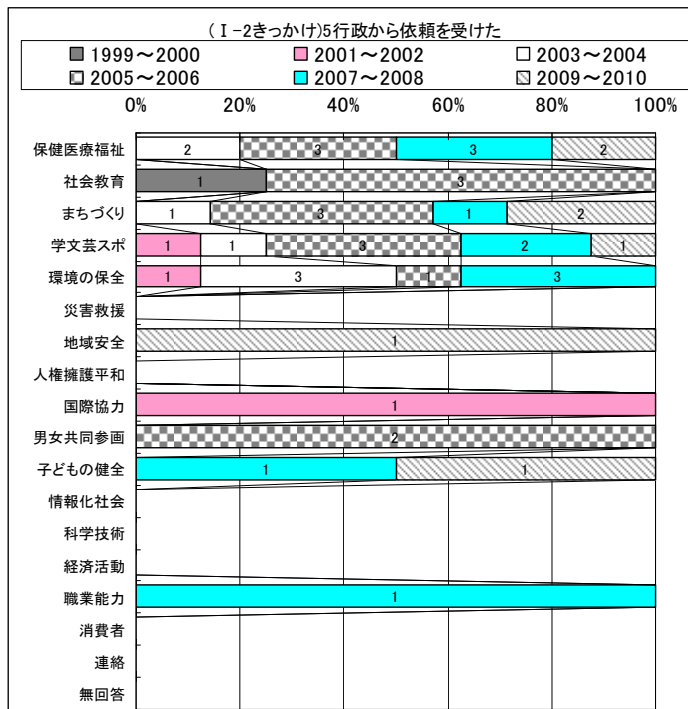 (Ⅰ-2きっかけ)5行政から依頼を受けた
1999～2000 2001～2002 2003～2004
2005～2006 2007～2008 2009～2010
0% 20% 40% 60% 80% 100%
保健医療福祉 2 3 3 2
社会教育 1 3
まちづくり 1 3 1 2
学文芸スポ 1 1 3 2 1
環境の保全 1 3 1 3
災害救援
地域安全 1
人権擁護平和
国際協力 1
男女共同参画 2
子どもの健全 1 1
情報化社会
科学技術
経済活動
職業能力 1
消費者
連絡
無回答